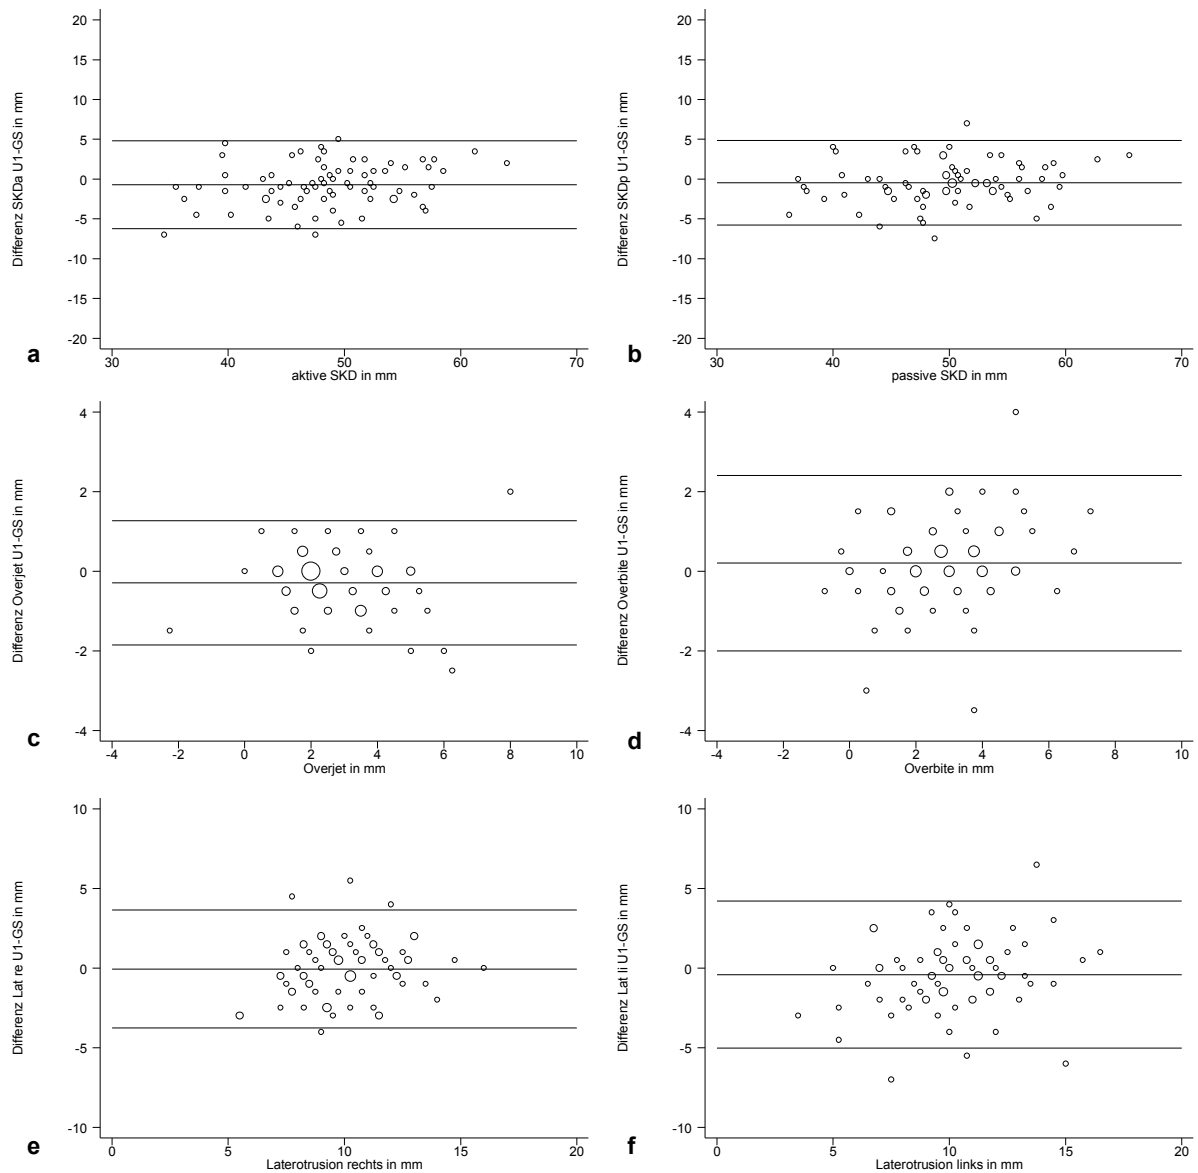 Differenz SKDa U1-GS in mm
20
15
10
5
0
-5
-10
-15
-20
30 40 50 60 70
aktive SKD in mm
a
Differenz SKDp U1-GS in mm
20
15
10
5
0
-5
-10
-15
-20
30 40 50 60 70
passive SKD in mm
b
Differenz Overjet U1-GS in mm
4
2
0
-2
-4
-4 -2 0 2 4 6 8 10
Overjet in mm
c
Differenz Overbite U1-GS in mm
4
2
0
-2
-4
-4 -2 0 2 4 6 8 10
Overbite in mm
d
Differenz Lat re U1-GS in mm
10
5
0
-5
-10
0 5 10 15 20
Laterotrusion rechts in mm
e
Differenz Lat li U1-GS in mm
10
5
0
-5
-10
0 5 10 15 20
Laterotrusion links in mm
f